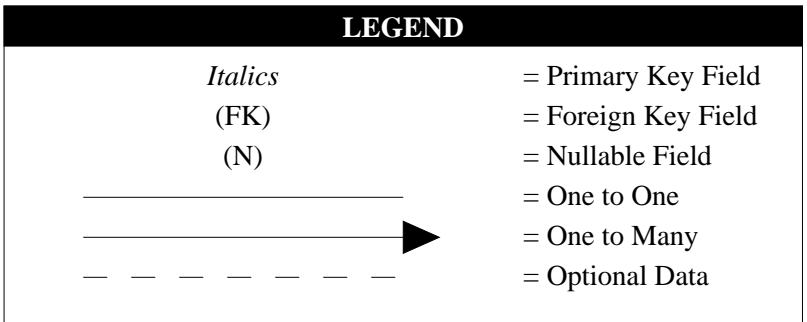 LEGEND
Italics = Primary Key Field
(FK) = Foreign Key Field
(N) = Nullable Field
= One to One
= One to Many
= Optional Data